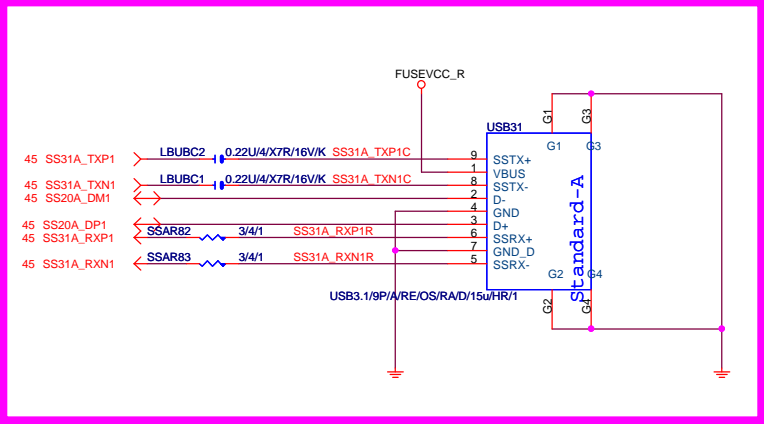 FUSEVCC_R
USB31
G1 G3
G1 G3
45 SS31A_TXP1 LBUBC2 0.22U/4/X7R/16V/K SS31A_TXP1C 9 SSTX+
1 VBUS
45 SS31A_TXN1 LBUBC1 0.22U/4/X7R/16V/K SS31A_TXN1C 8 SSTX-
45 SS20A_DM1 2 D-
4 GND
45 SS20A_DP1 3 D+
45 SS31A_RXP1 SSAR82 3/4/1 SS31A_RXP1R 6 SSRX+
7 GND_D
45 SS31A_RXN1 SSAR83 3/4/1 SS31A_RXN1R 5 SSRX-
Standard-A
G2 G4
USB3.1/9P/A/RE/OS/RA/D/15u/HR/1
G2 G4